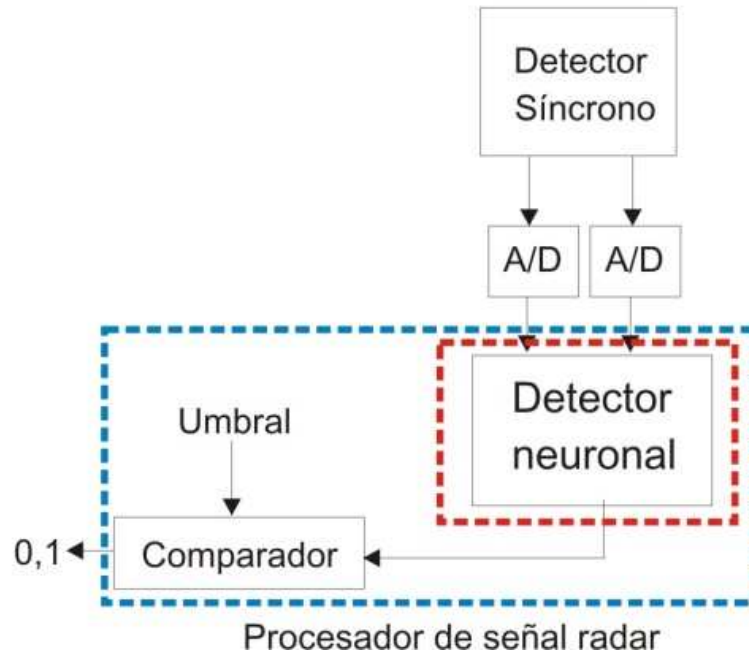 Detector
Síncrono
A/D
A/D
Detector
neuronal
Umbral
Comparador
0,1
Procesador de señal radar